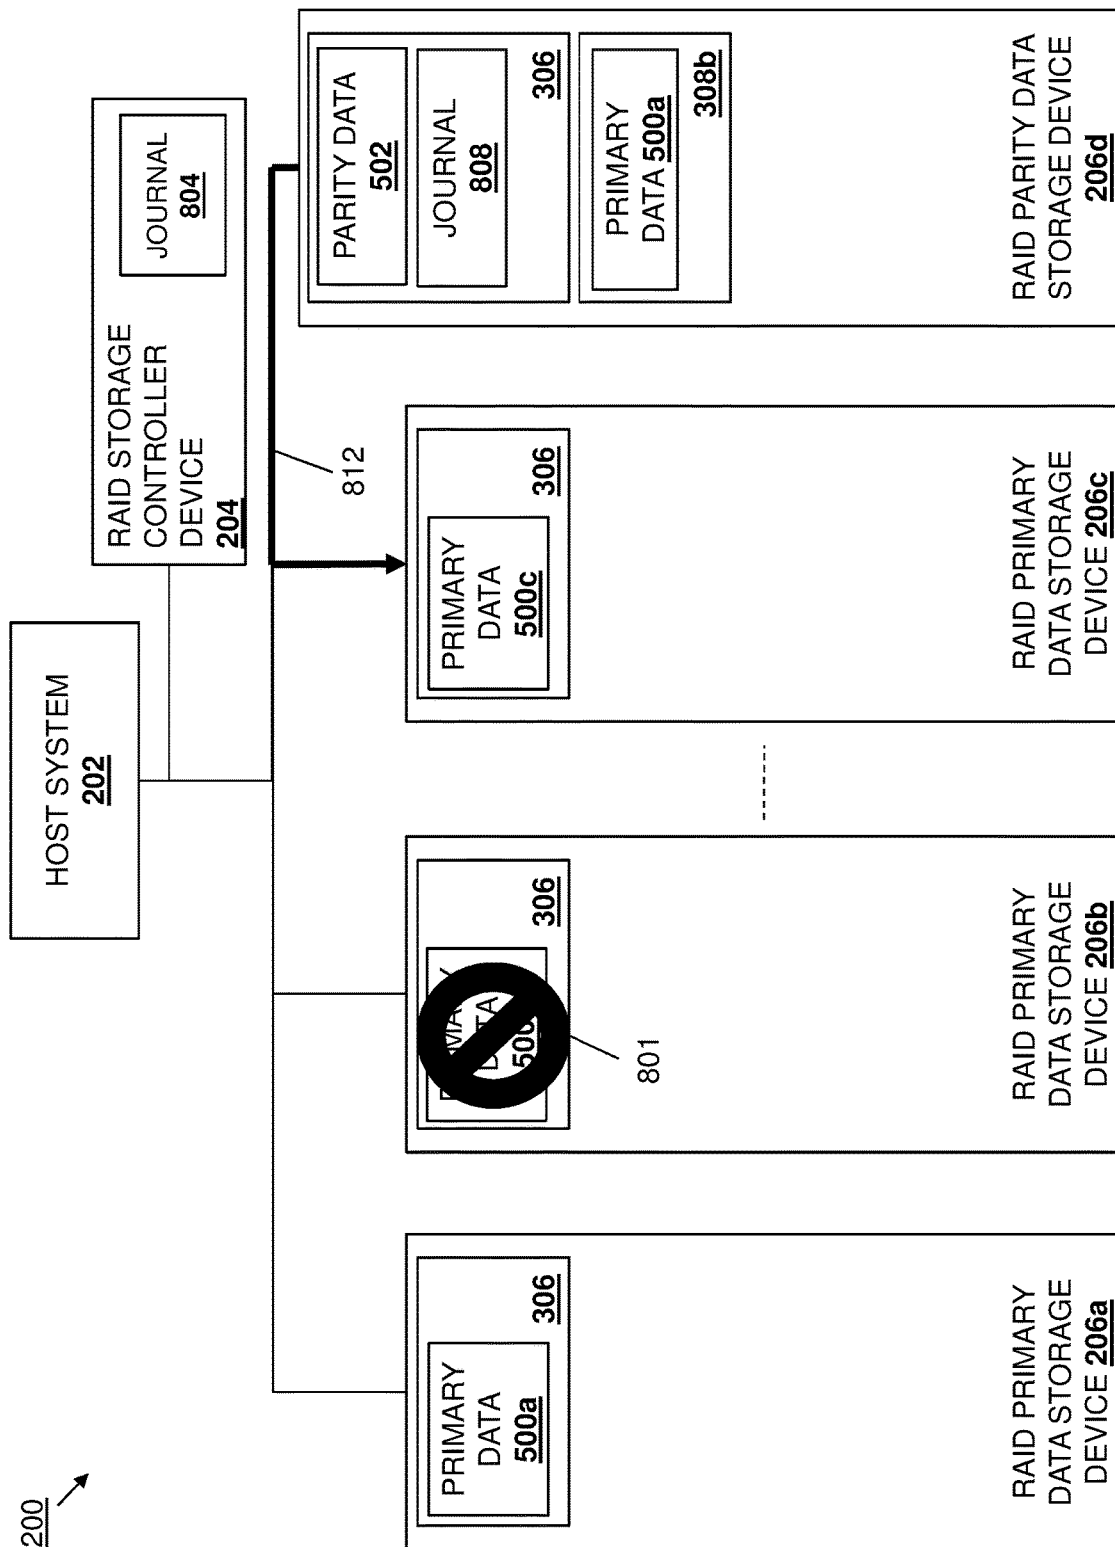 200
HOST SYSTEM
202
RAID STORAGE
CONTROLLER
DEVICE
204
JOURNAL
804
812
PRIMARY
DATA
500a
306
RAID PRIMARY
DATA STORAGE
DEVICE 206a
DATA
500
306
801
RAID PRIMARY
DATA STORAGE
DEVICE 206b
PRIMARY
DATA
500c
306
RAID PRIMARY
DATA STORAGE
DEVICE 206c
PARITY DATA
502
JOURNAL
808
306
PRIMARY
DATA 500a
308b
RAID PARITY DATA
STORAGE DEVICE
206d